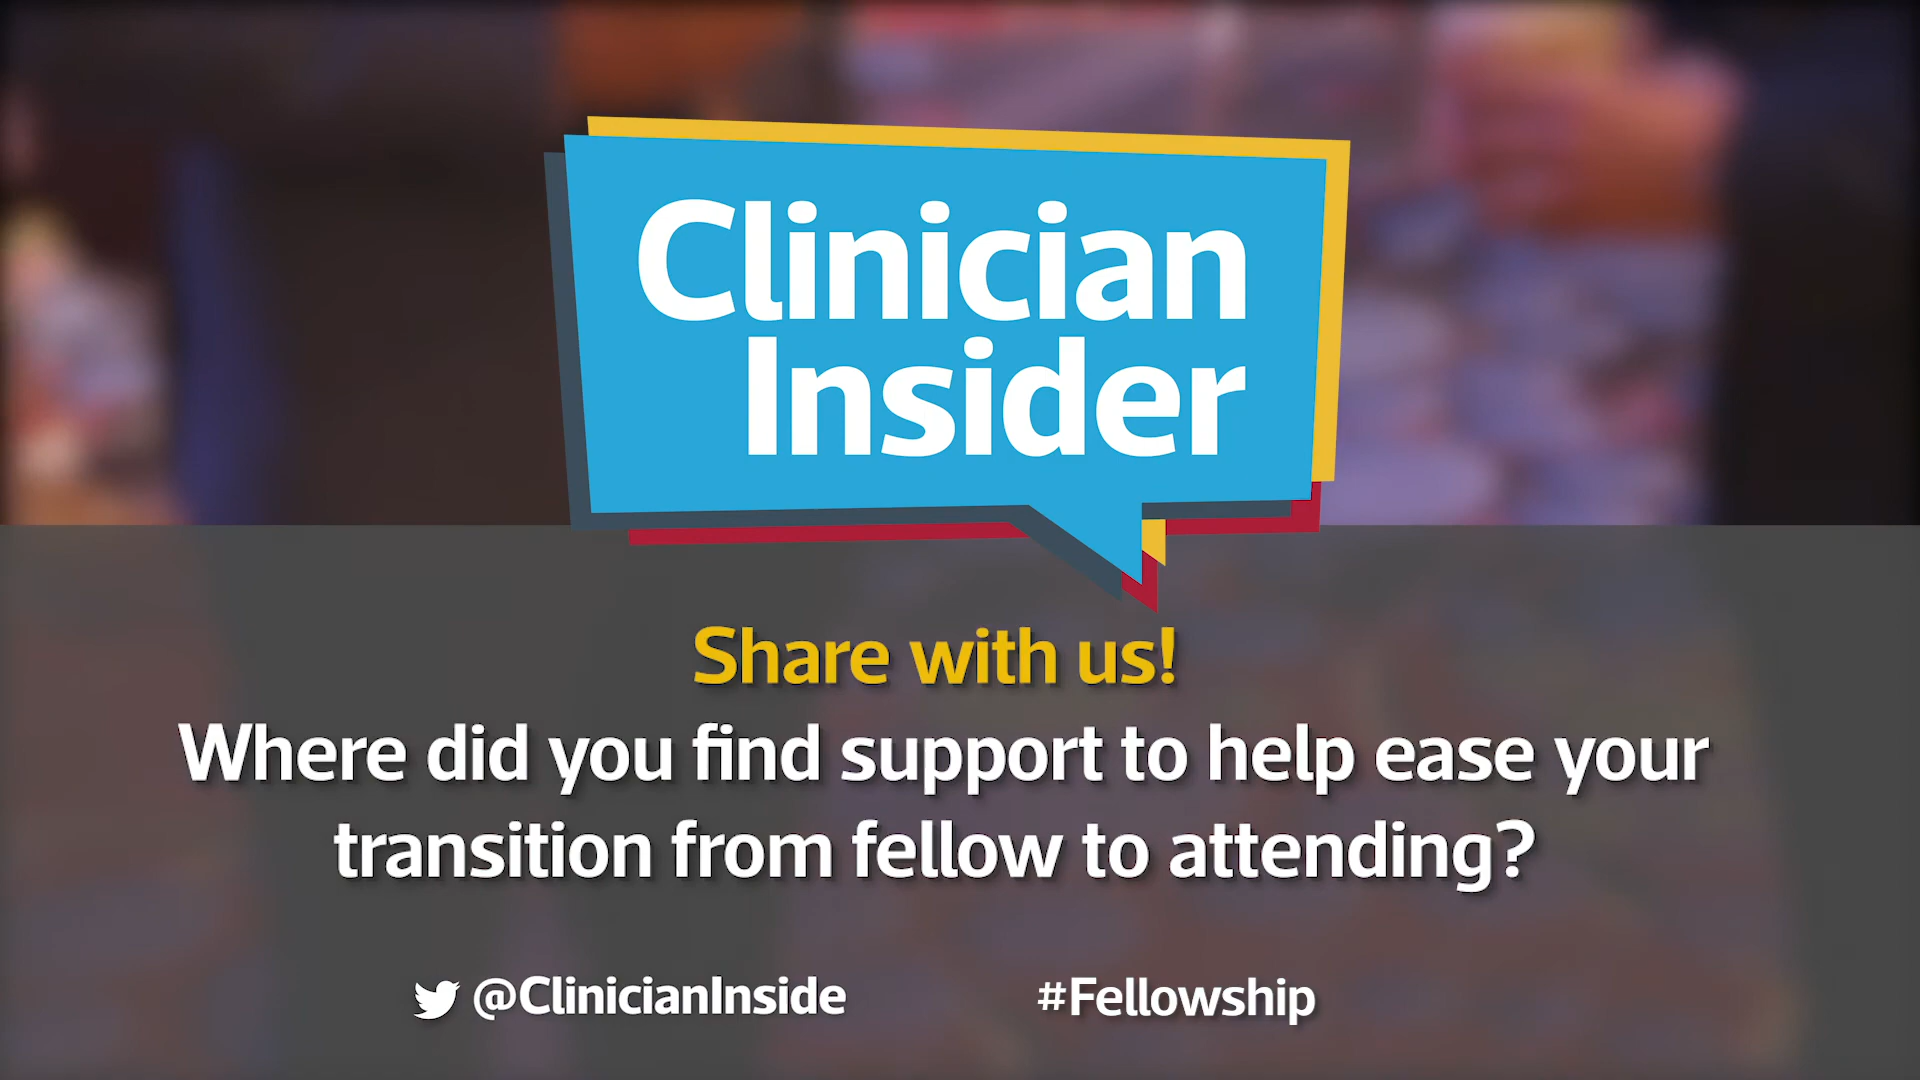 Clinician
Insider
Share with us!
Where did you find support to help ease your
transition from fellow to attending?
@ClinicianInside #Fellowship